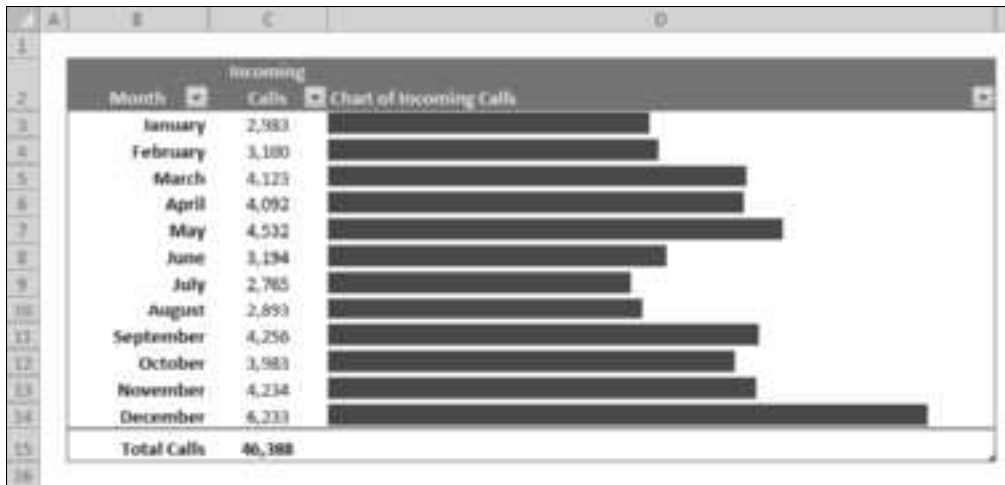 A B C D
1
Incoming
2 Month Calls Chart of Incoming Calls
3 January 2,983
4 February 3,100
5 March 4,123
6 April 4,092
7 May 4,532
8 June 3,194
9 July 2,765
10 August 2,893
11 September 4,256
12 October 3,983
13 November 4,234
14 December 6,233
15 Total Calls 46,388
16